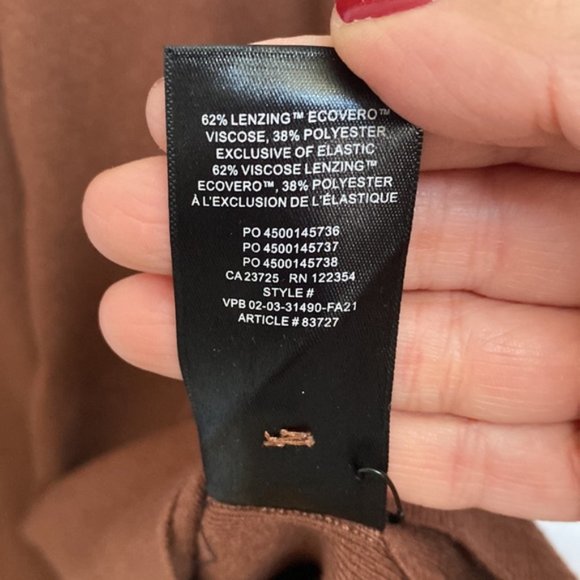 62% LENZING™ ECOVERO™
VISCOSE, 38% POLYESTER
EXCLUSIVE OF ELASTIC
62% VISCOSE LENZING™
ECOVERO™, 38% POLYESTER
À L'EXCLUSION DE L'ÉLASTIQUE
PO 4500145736
PO 4500145737
PO 4500145738
CA 23725 RN 122354
STYLE #
VPB 02-03-31490-FA21
ARTICLE # 83727